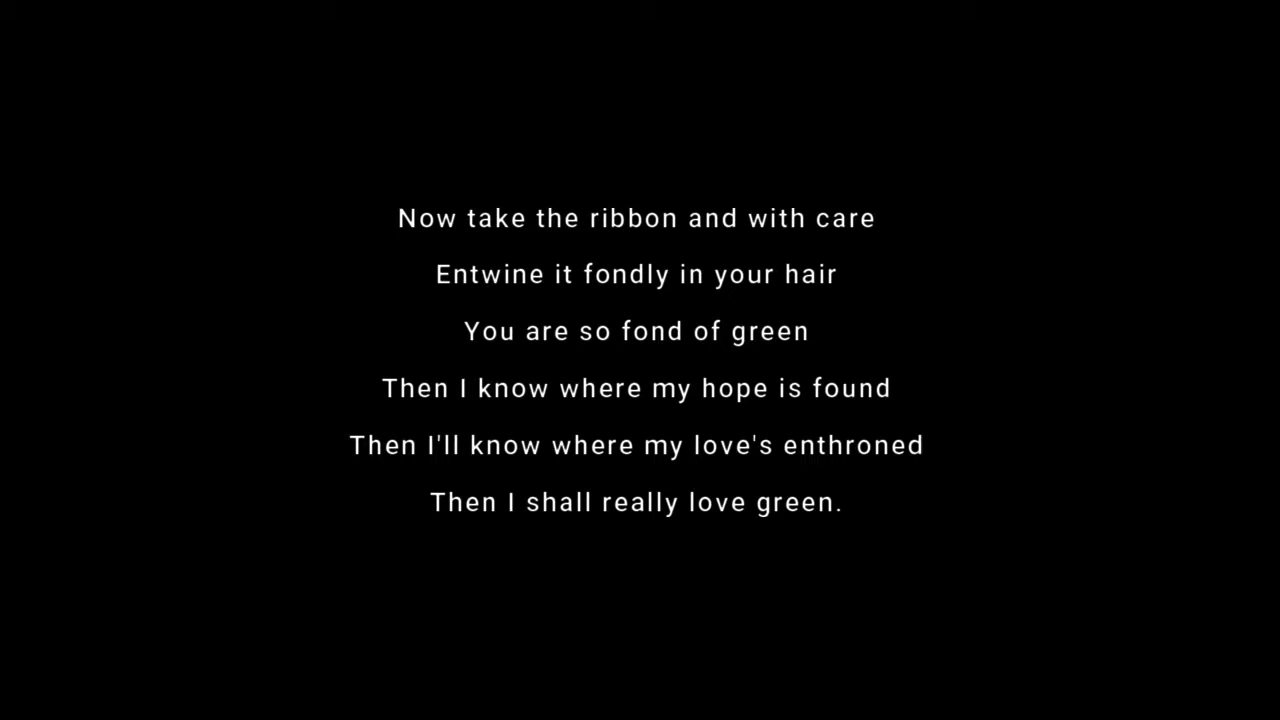 Now take the ribbon and with care
Entwine it fondly in your hair
You are so fond of green
Then I know where my hope is found
Then I'll know where my love's enthroned
Then I shall really love green.